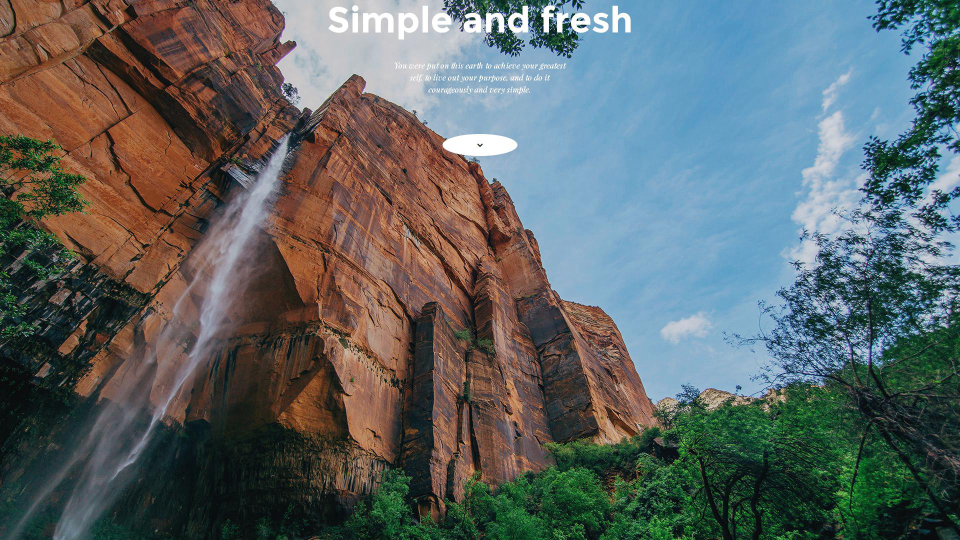 Simple and fresh
You were put on this earth to achieve your greatest
self, to live out your purpose, and to do it
courageously and very simple.